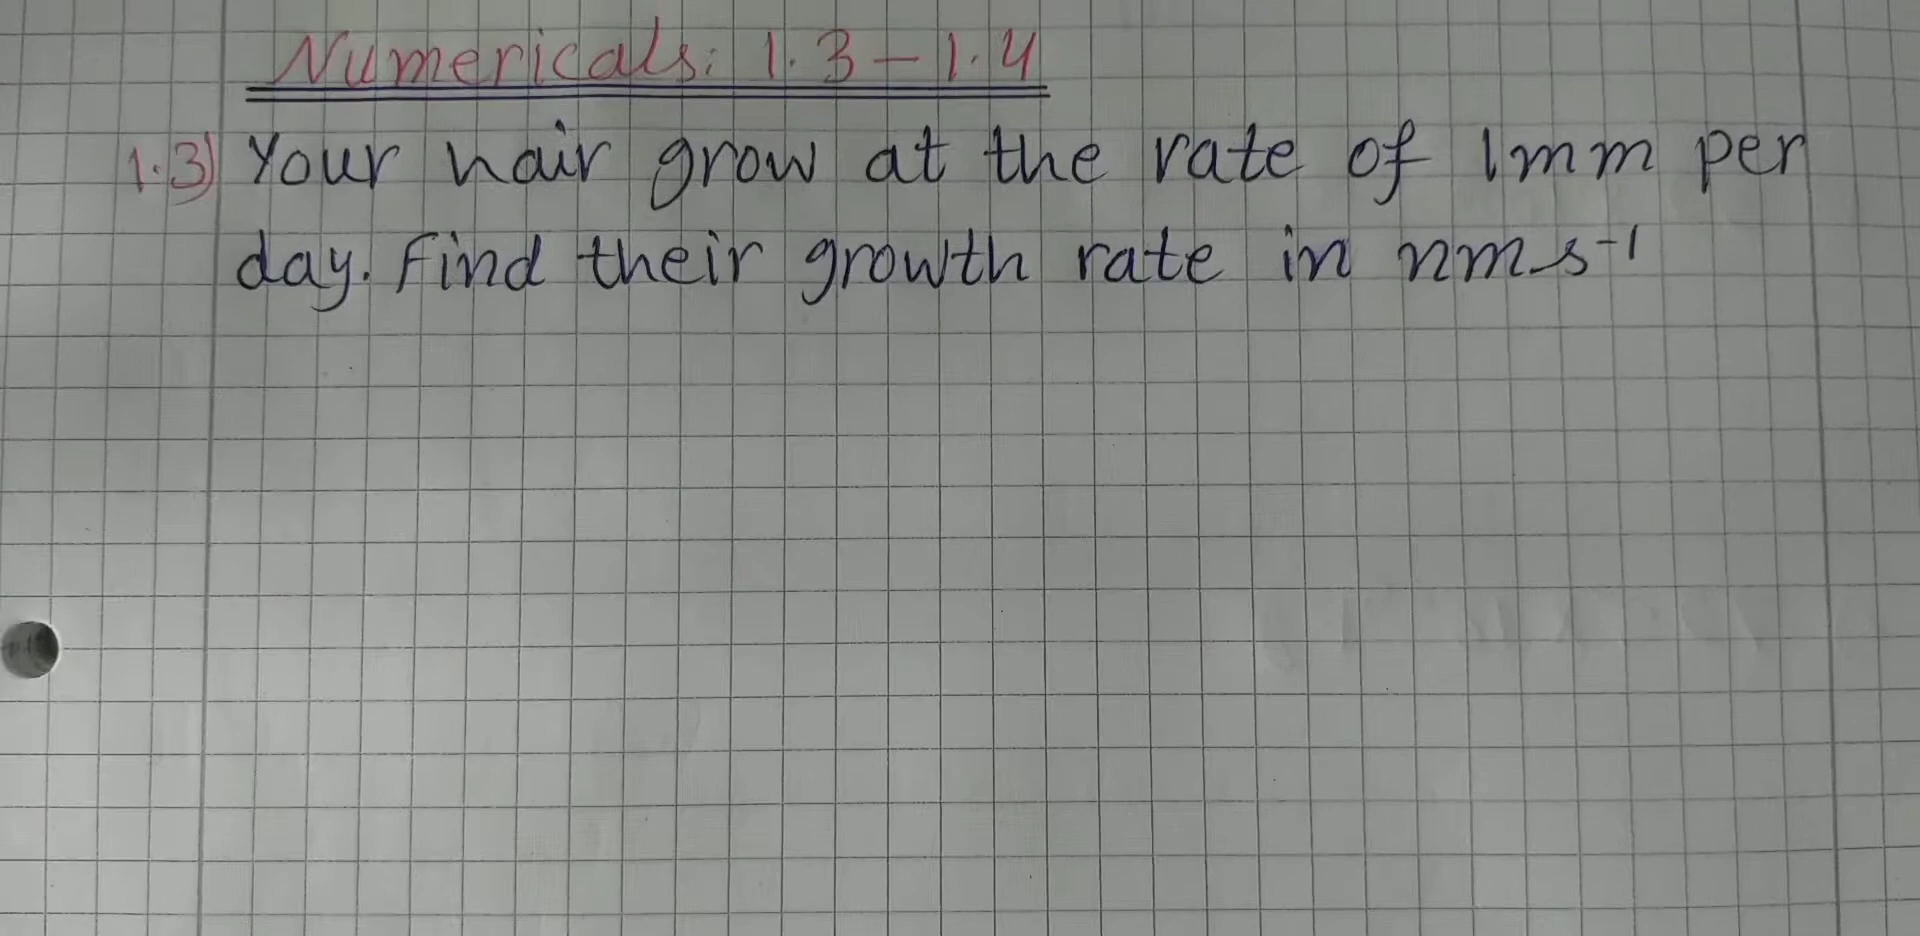 Numericals: 1.3-1.4
1.3) Your hair grow at the rate of 1mm per
day. Find their growth rate in nms⁻¹